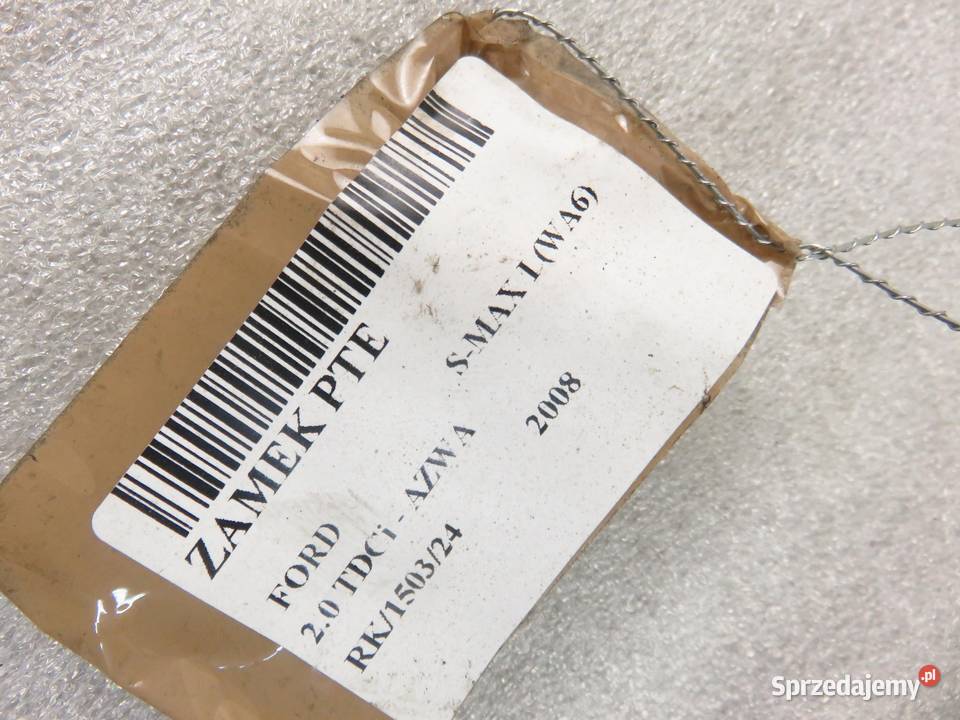 ZAMEK PTE
FORD S-MAX I (WA6)
2.0 TDCi - AZWA 2008
RK/1503/24
Sprzedajemy.pl